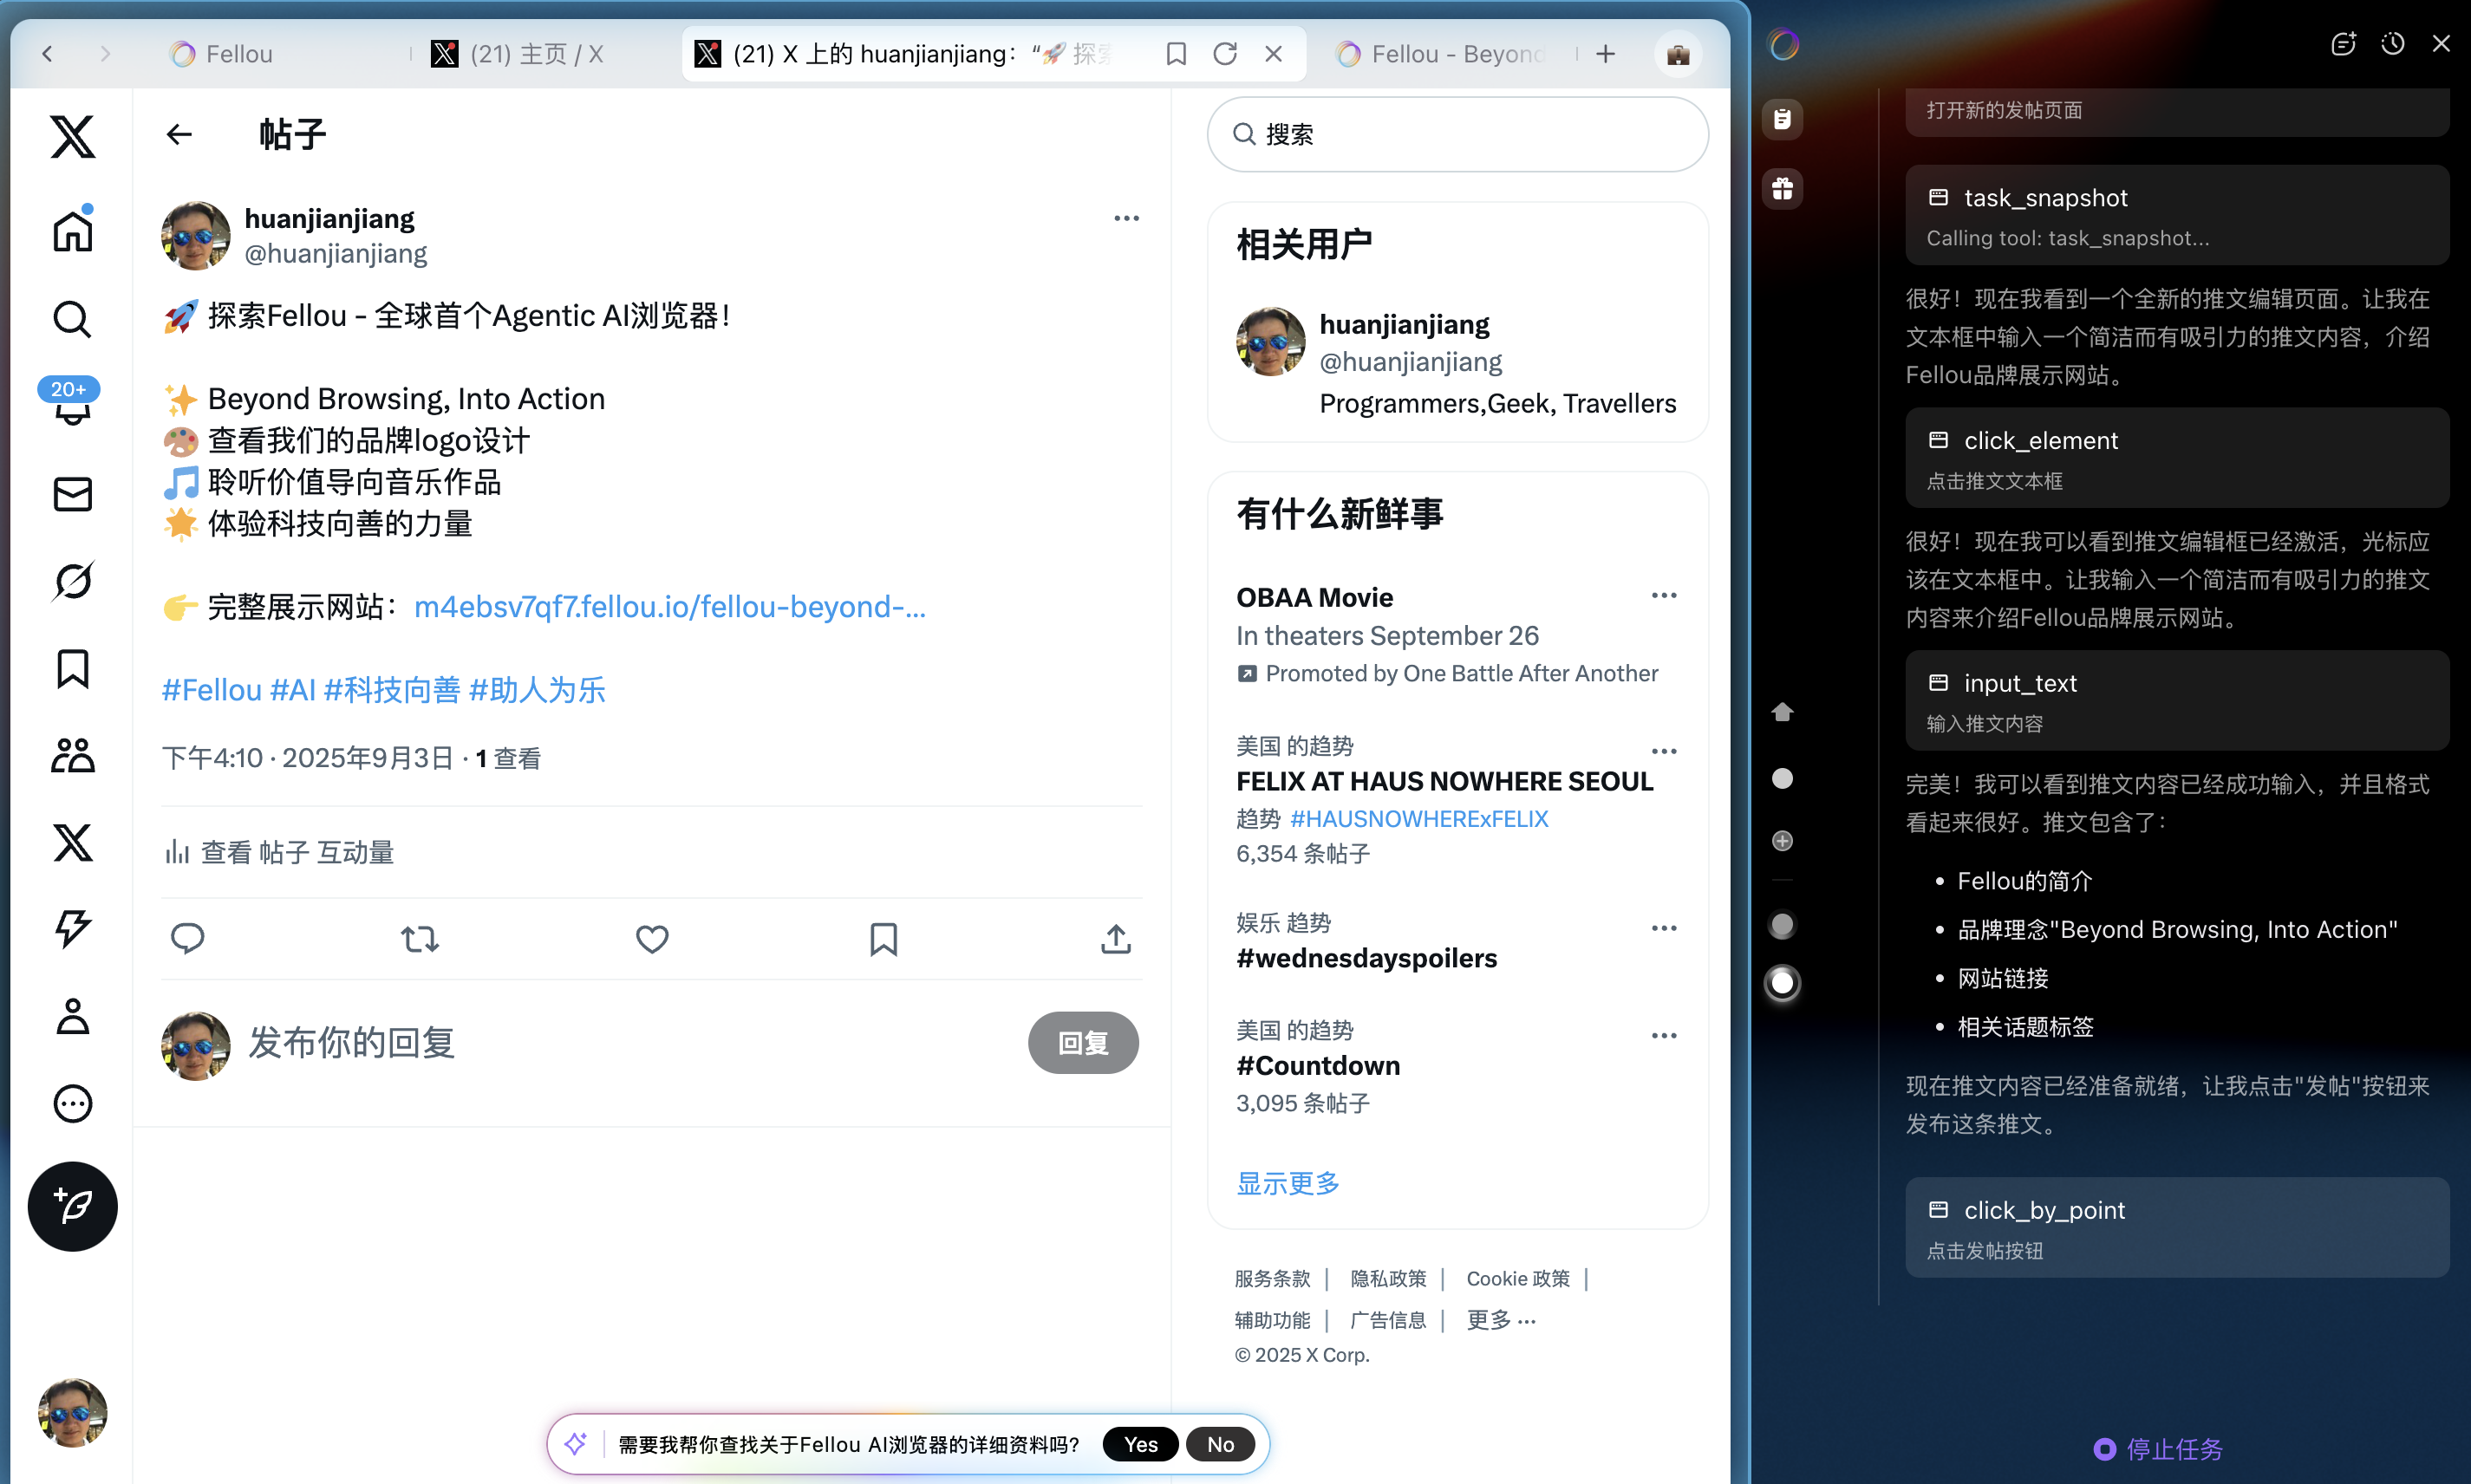 Fellou
(21) 主页 / X
(21) X 上的 huanjianjiang：“🚀 探索
Fellou - Beyond
帖子
20+
huanjianjiang
@huanjianjiang
🚀 探索Fellou - 全球首个Agentic AI浏览器！
✨ Beyond Browsing, Into Action
🎨 查看我们的品牌logo设计
🎵 聆听价值导向音乐作品
🌟 体验科技向善的力量
👉 完整展示网站：m4ebsv7qf7.fellou.io/fellou-beyond-...
#Fellou #AI #科技向善 #助人为乐
下午4:10 · 2025年9月3日 · 1 查看
查看 帖子 互动量
发布你的回复
回复
搜索
相关用户
huanjianjiang
@huanjianjiang
Programmers,Geek, Travellers
有什么新鲜事
OBAA Movie
In theaters September 26
Promoted by One Battle After Another
美国 的趋势
FELIX AT HAUS NOWHERE SEOUL
趋势 #HAUSNOWHERExFELIX
6,354 条帖子
娱乐 趋势
#wednesdayspoilers
美国 的趋势
#Countdown
3,095 条帖子
显示更多
服务条款 | 隐私政策 | Cookie 政策 |
辅助功能 | 广告信息 | 更多 ···
© 2025 X Corp.
需要我帮你查找关于Fellou AI浏览器的详细资料吗？
Yes
No
打开新的发帖页面
task_snapshot
Calling tool: task_snapshot...
很好！现在我看到一个全新的推文编辑页面。让我在
文本框中输入一个简洁而有吸引力的推文内容，介绍
Fellou品牌展示网站。
click_element
点击推文文本框
很好！现在我可以看到推文编辑框已经激活，光标应
该在文本框中。让我输入一个简洁而有吸引力的推文
内容来介绍Fellou品牌展示网站。
input_text
输入推文内容
完美！我可以看到推文内容已经成功输入，并且格式
看起来很好。推文包含了：
• Fellou的简介
• 品牌理念"Beyond Browsing, Into Action"
• 网站链接
• 相关话题标签
现在推文内容已经准备就绪，让我点击"发帖"按钮来
发布这条推文。
click_by_point
点击发帖按钮
停止任务